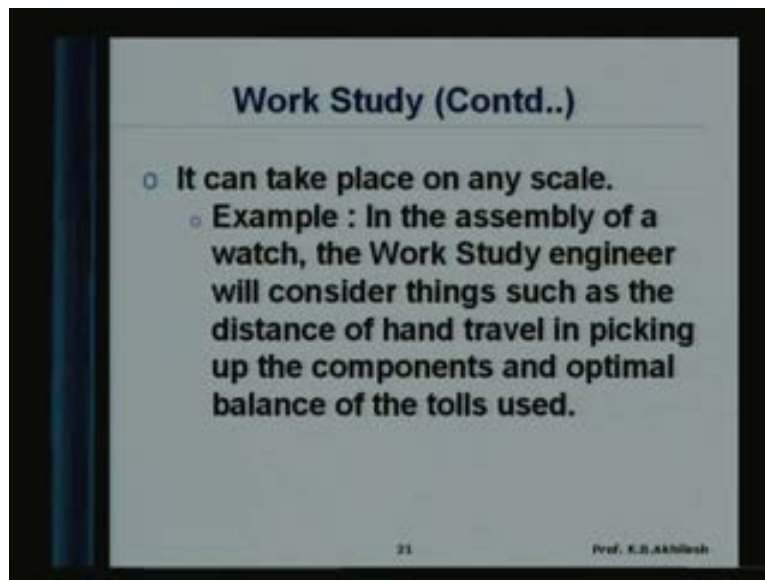 Work Study (Contd..)
o It can take place on any scale.
o Example : In the assembly of a
watch, the Work Study engineer
will consider things such as the
distance of hand travel in picking
up the components and optimal
balance of the tolls used.
21
Prof. K.B.Akhilesh